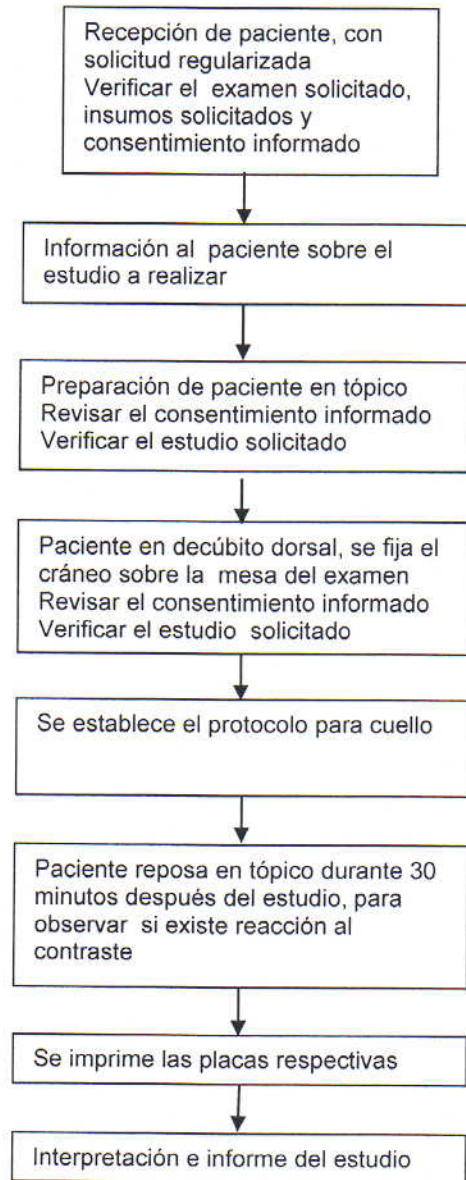 Recepción de paciente, con
solicitud regularizada
Verificar el examen solicitado,
insumos solicitados y
consentimiento informado
Información al paciente sobre el
estudio a realizar
Preparación de paciente en tópico
Revisar el consentimiento informado
Verificar el estudio solicitado
Paciente en decúbito dorsal, se fija el
cráneo sobre la mesa del examen
Revisar el consentimiento informado
Verificar el estudio solicitado
Se establece el protocolo para cuello
Paciente reposa en tópico durante 30
minutos después del estudio, para
observar si existe reacción al
contraste
Se imprime las placas respectivas
Interpretación e informe del estudio